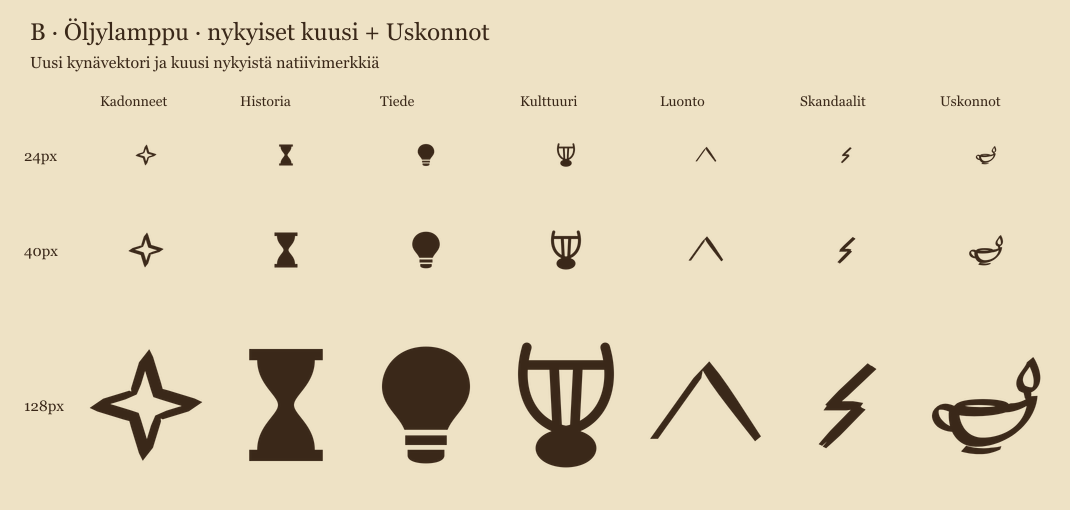 B · Öljylamppu · nykyiset kuusi + Uskonnot
Uusi kynävektori ja kuusi nykyistä natiivimerkkiä
Kadonneet Historia Tiede Kulttuuri Luonto Skandaalit Uskonnot
24px
40px
128px